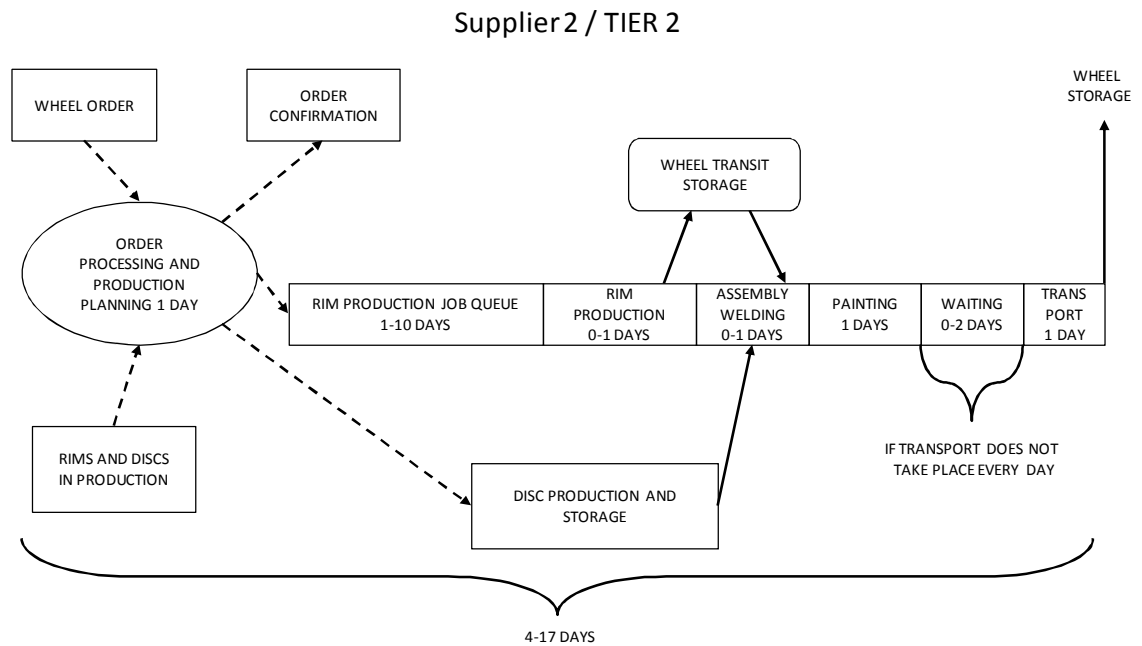 Supplier 2 / TIER 2
WHEEL ORDER
ORDER
CONFIRMATION
WHEEL
STORAGE
WHEEL TRANSIT
STORAGE
ORDER
PROCESSING AND
PRODUCTION
PLANNING 1 DAY
RIM PRODUCTION JOB QUEUE
1-10 DAYS
RIM
PRODUCTION
0-1 DAYS
ASSEMBLY
WELDING
0-1 DAYS
PAINTING
1 DAYS
WAITING
0-2 DAYS
TRANS
PORT
1 DAY
RIMS AND DISCS
IN PRODUCTION
IF TRANSPORT DOES NOT
TAKE PLACE EVERY DAY
DISC PRODUCTION AND
STORAGE
4-17 DAYS